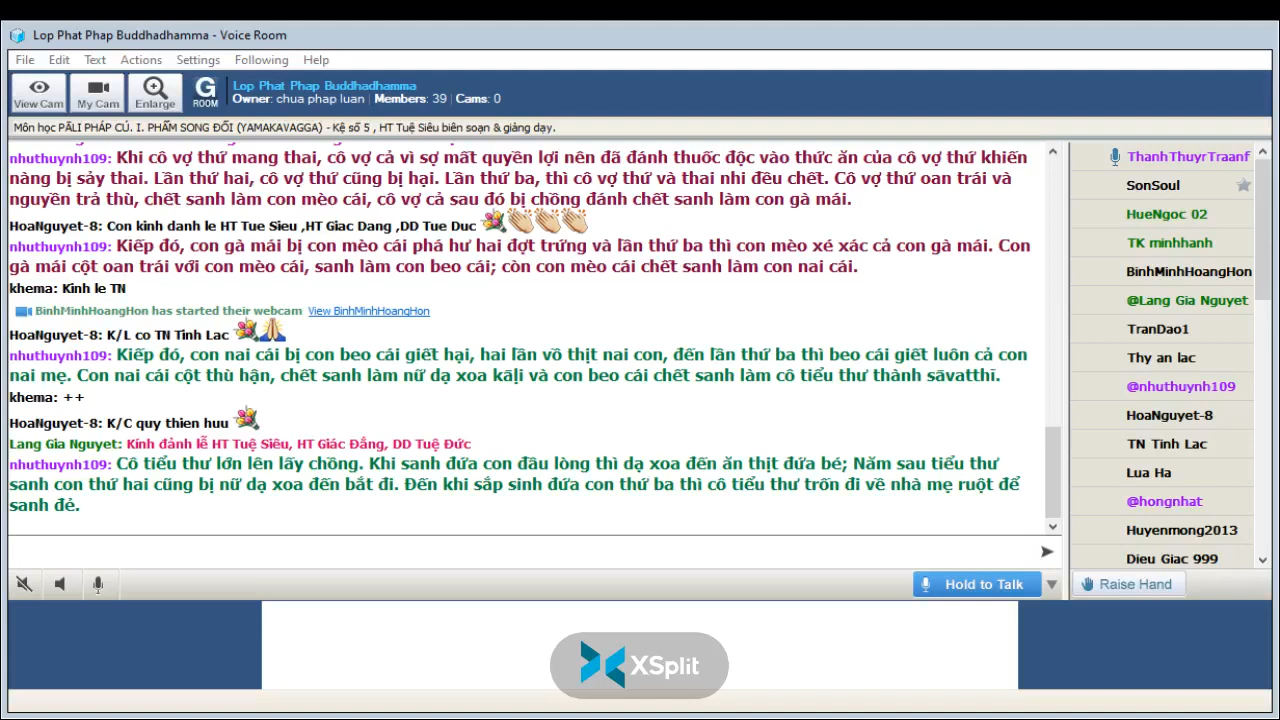 Lop Phat Phap Buddhadhamma - Voice Room
File Edit Text Actions Settings Following Help
View Cam My Cam Enlarge G ROOM
Lop Phat Phap Buddhadhamma
Owner: chua phap luan | Members: 39 | Cams: 0
Môn học PĀLI PHÁP CÚ. I. PHẨM SONG ĐỐI (YAMAKAVAGGA) - Kệ số 5 , HT Tuệ Siêu biên soạn & giảng dạy.
nhuthuynh109: Khi cô vợ thứ mang thai, cô vợ cả vì sợ mất quyền lợi nên đã đánh thuốc độc vào thức ăn của cô vợ thứ khiến
nàng bị sảy thai. Lần thứ hai, cô vợ thứ cũng bị hại. Lần thứ ba, thì cô vợ thứ và thai nhi đều chết. Cô vợ thứ oan trái và
nguyền trả thù, chết sanh làm con mèo cái, cô vợ cả sau đó bị chồng đánh chết sanh làm con gà mái.
HoaNguyet-8: Con kinh danh le HT Tue Sieu ,HT Giac Dang ,DD Tue Duc
nhuthuynh109: Kiếp đó, con gà mái bị con mèo cái phá hư hai đợt trứng và lần thứ ba thì con mèo xé xác cả con gà mái. Con
gà mái cột oan trái với con mèo cái, sanh làm con beo cái; còn con mèo cái chết sanh làm con nai cái.
khema: Kinh le TN
BinhMinhHoangHon has started their webcam View BinhMinhHoangHon
HoaNguyet-8: K/L co TN Tinh Lac
nhuthuynh109: Kiếp đó, con nai cái bị con beo cái giết hại, hai lần vồ thịt nai con, đến lần thứ ba thì beo cái giết luôn cả con
nai mẹ. Con nai cái cột thù hận, chết sanh làm nữ dạ xoa kāḷi và con beo cái chết sanh làm cô tiểu thư thành sāvatthī.
khema: ++
HoaNguyet-8: K/C quy thien huu
Lang Gia Nguyet: Kính đảnh lễ HT Tuệ Siêu, HT Giác Đẳng, DD Tuệ Đức
nhuthuynh109: Cô tiểu thư lớn lên lấy chồng. Khi sanh đứa con đầu lòng thì dạ xoa đến ăn thịt đứa bé; Năm sau tiểu thư
sanh con thứ hai cũng bị nữ dạ xoa đến bắt đi. Đến khi sắp sinh đứa con thứ ba thì cô tiểu thư trốn đi về nhà mẹ ruột để
sanh đẻ.
Hold to Talk
ThanhThuyrTraanf
SonSoul
HueNgoc 02
TK minhhanh
BinhMinhHoangHon
@Lang Gia Nguyet
TranDao1
Thy an lac
@nhuthuynh109
HoaNguyet-8
TN Tinh Lac
Lua Ha
@hongnhat
Huyenmong2013
Dieu Giac 999
Raise Hand
XSplit